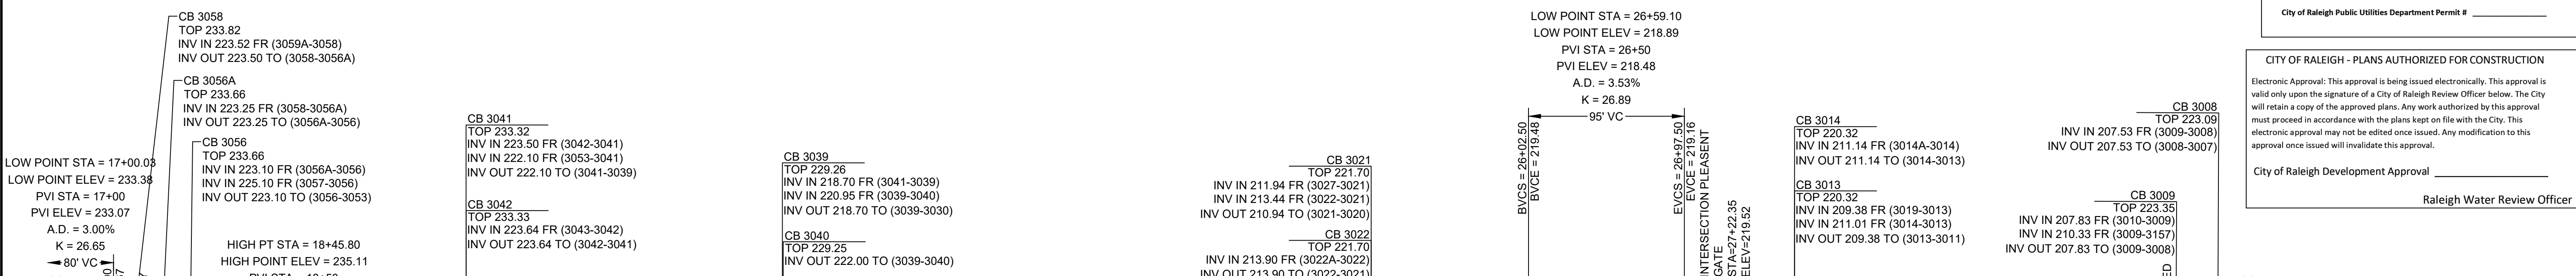 CB 3058
TOP 233.82
INV IN 223.52 FR (3059A-3058)
INV OUT 223.50 TO (3058-3056A)
CB 3056A
TOP 233.66
INV IN 223.25 FR (3058-3056A)
INV OUT 223.25 TO (3056A-3056)
CB 3056
TOP 233.66
INV IN 223.10 FR (3056A-3056)
INV IN 225.10 FR (3057-3056)
INV OUT 223.10 TO (3056-3053)
LOW POINT STA = 17+00.03
LOW POINT ELEV = 233.38
PVI STA = 17+00
PVI ELEV = 233.07
A.D. = 3.00%
K = 26.65
80' VC
HIGH PT STA = 18+45.80
HIGH POINT ELEV = 235.11
CB 3041
TOP 233.32
INV IN 223.50 FR (3042-3041)
INV IN 222.10 FR (3053-3041)
INV OUT 222.10 TO (3041-3039)
CB 3042
TOP 233.33
INV IN 223.64 FR (3043-3042)
INV OUT 223.64 TO (3042-3041)
CB 3039
TOP 229.26
INV IN 218.70 FR (3041-3039)
INV IN 220.95 FR (3039-3040)
INV OUT 218.70 TO (3039-3030)
CB 3040
TOP 229.25
INV OUT 222.00 TO (3039-3040)
CB 3021
TOP 221.70
INV IN 211.94 FR (3027-3021)
INV IN 213.44 FR (3022-3021)
INV OUT 210.94 TO (3021-3020)
CB 3022
TOP 221.70
INV IN 213.90 FR (3022A-3022)
INV OUT 213.90 TO (3022-3021)
LOW POINT STA = 26+59.10
LOW POINT ELEV = 218.89
PVI STA = 26+50
PVI ELEV = 218.48
A.D. = 3.53%
K = 26.89
95' VC
BVCS = 26+02.50
BVCE = 219.48
EVCS = 26+97.50
EVCE = 219.16
INTERSECTION PLEASENT
GATE
STA=27+22.35
ELEV=219.52
CB 3014
TOP 220.32
INV IN 211.14 FR (3014A-3014)
INV OUT 211.14 TO (3014-3013)
CB 3013
TOP 220.32
INV IN 209.38 FR (3019-3013)
INV IN 211.01 FR (3014-3013)
INV OUT 209.38 TO (3013-3011)
CB 3008
TOP 223.09
INV IN 207.53 FR (3009-3008)
INV OUT 207.53 TO (3008-3007)
CB 3009
TOP 223.35
INV IN 207.83 FR (3010-3009)
INV IN 210.33 FR (3009-3157)
INV OUT 207.83 TO (3009-3008)
City of Raleigh Public Utilities Department Permit #
CITY OF RALEIGH - PLANS AUTHORIZED FOR CONSTRUCTION
Electronic Approval: This approval is being issued electronically. This approval is
valid only upon the signature of a City of Raleigh Review Officer below. The City
will retain a copy of the approved plans. Any work authorized by this approval
must proceed in accordance with the plans kept on file with the City. This
electronic approval may not be edited once issued. Any modification to this
approval once issued will invalidate this approval.
City of Raleigh Development Approval
Raleigh Water Review Officer